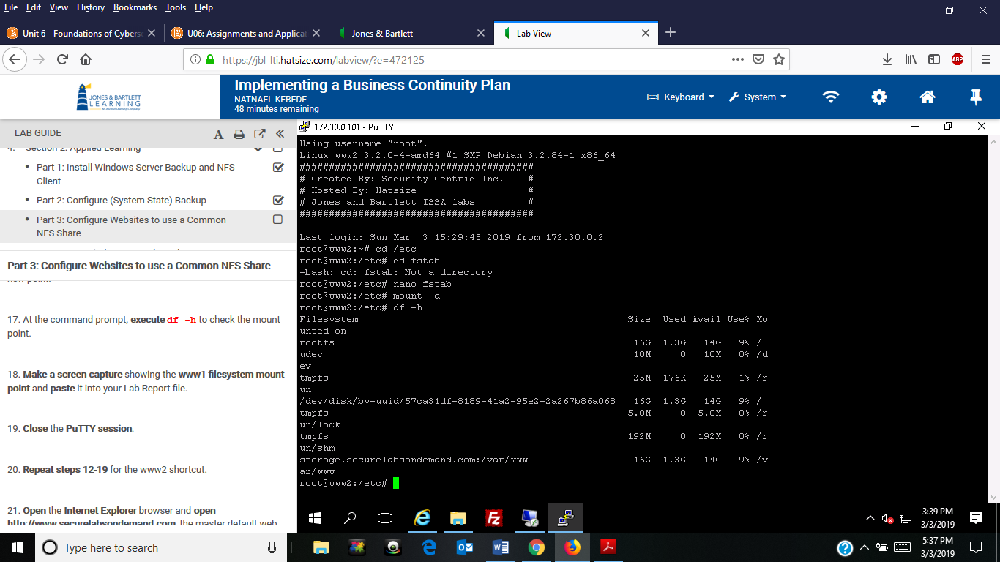 File Edit View History Bookmarks Tools Help
Unit 6 - Foundations of Cyberse
U06: Assignments and Applicat
Jones & Bartlett
Lab View
https://jbl-lti.hatsize.com/labview/?e=472125
ABP
JONES & BARTLETT
LEARNING
An Ascend Learning Company
Implementing a Business Continuity Plan
NATNAEL KEBEDE
48 minutes remaining
Keyboard
System
LAB GUIDE
4. Section 2: Applied Learning
• Part 1: Install Windows Server Backup and NFS-
Client
• Part 2: Configure (System State) Backup
• Part 3: Configure Websites to use a Common
NFS Share
Part 3: Configure Websites to use a Common NFS Share
17. At the command prompt, execute df -h to check the mount
point.
18. Make a screen capture showing the www1 filesystem mount
point and paste it into your Lab Report file.
19. Close the PuTTY session.
20. Repeat steps 12-19 for the www2 shortcut.
21. Open the Internet Explorer browser and open
http://www.securelabsondemand.com, the master default web
172.30.0.101 - PuTTY
Using username "root".
Linux www2 3.2.0-4-amd64 #1 SMP Debian 3.2.84-1 x86_64
########################################
# Created By: Security Centric Inc.    #
# Hosted By: Hatsize                   #
# Jones and Bartlett ISSA labs         #
########################################
Last login: Sun Mar  3 15:29:45 2019 from 172.30.0.2
root@www2:~# cd /etc
root@www2:/etc# cd fstab
-bash: cd: fstab: Not a directory
root@www2:/etc# nano fstab
root@www2:/etc# mount -a
root@www2:/etc# df -h
Filesystem Size Used Avail Use% Mo
unted on
rootfs 16G 1.3G 14G 9% /
udev 10M 0 10M 0% /d
ev
tmpfs 25M 176K 25M 1% /r
un
/dev/disk/by-uuid/57ca31df-8189-41a2-95e2-2a267b86a068 16G 1.3G 14G 9% /
tmpfs 5.0M 0 5.0M 0% /r
un/lock
tmpfs 192M 0 192M 0% /r
un/shm
storage.securelabsondemand.com:/var/www 16G 1.3G 14G 9% /v
ar/www
root@www2:/etc#
3:39 PM
3/3/2019
Type here to search
5:37 PM
3/3/2019